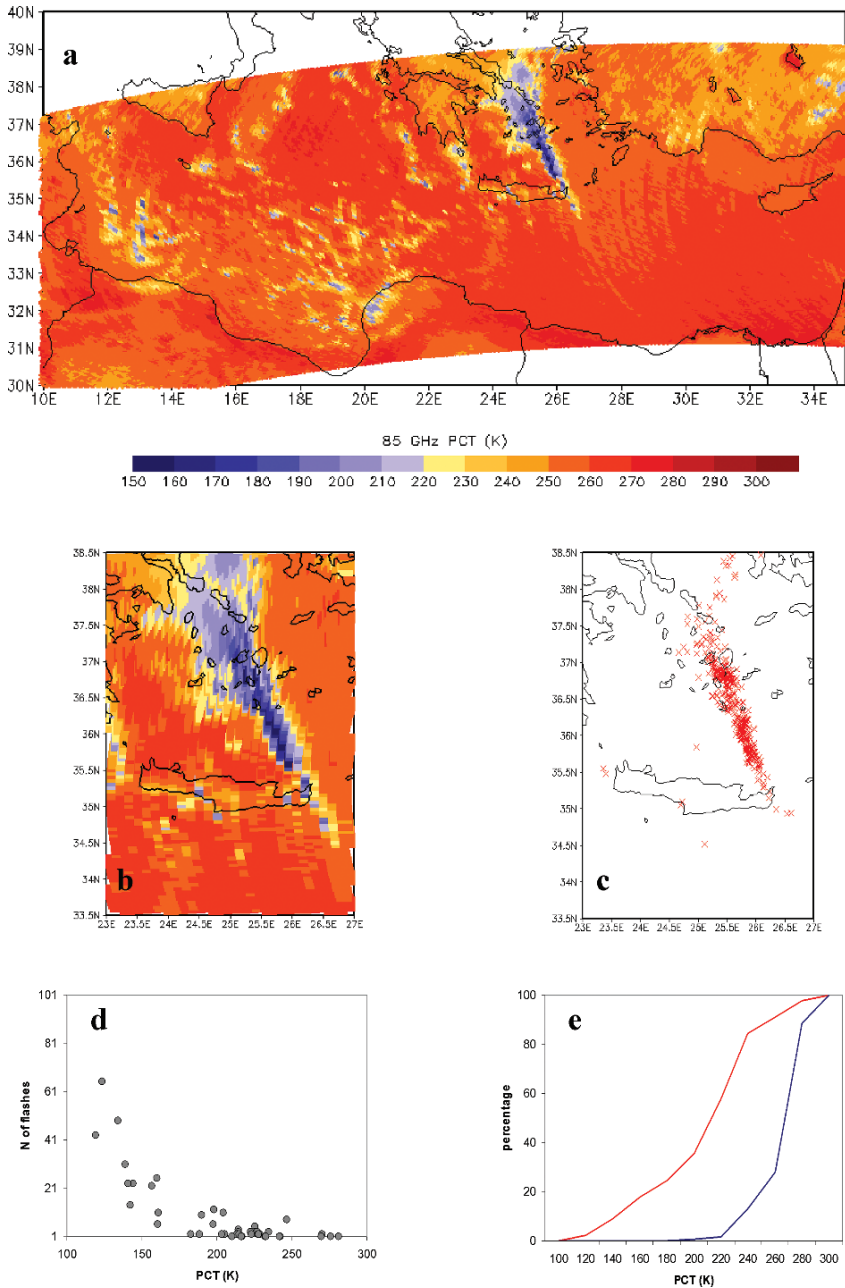 a
40N
39N
38N
37N
36N
35N
34N
33N
32N
31N
30N
10E 12E 14E 16E 18E 20E 22E 24E 26E 28E 30E 32E 34E
85 GHz PCT (K)
150 160 170 180 190 200 210 220 230 240 250 260 270 280 290 300
b
38.5N
38N
37.5N
37N
36.5N
36N
35.5N
35N
34.5N
34N
33.5N
23E 23.5E 24E 24.5E 25E 25.5E 26E 26.5E 27E
c
38.5N
38N
37.5N
37N
36.5N
36N
35.5N
35N
34.5N
34N
33.5N
23E 23.5E 24E 24.5E 25E 25.5E 26E 26.5E 27E
d
N of flashes
101
81
61
41
21
1
100 150 200 250 300
PCT (K)
e
percentage
100
80
60
40
20
0
100 120 140 160 180 200 220 240 260 280 300
PCT (K)